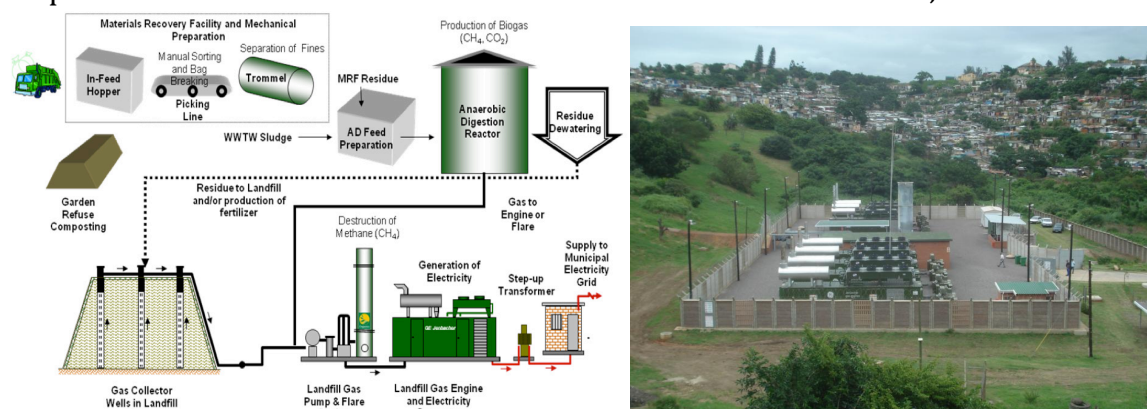 Materials Recovery Facility and Mechanical
Preparation
In-Feed
Hopper
Manual Sorting
and Bag
Breaking
Picking
Line
Separation of Fines
Trommel
MRF Residue
WWTW Sludge
AD Feed
Preparation
Production of Biogas
(CH4, CO2)
Anaerobic
Digestion
Reactor
Residue
Dewatering
Garden
Refuse
Composting
Residue to Landfill
and/or production of
fertilizer
Gas to
Engine or
Flare
Destruction of
Methane (CH4)
Generation of
Electricity
Step-up
Transformer
Supply to
Municipal
Electricity
Grid
Gas Collector
Wells in Landfill
Landfill Gas
Pump & Flare
Landfill Gas Engine
and Electricity